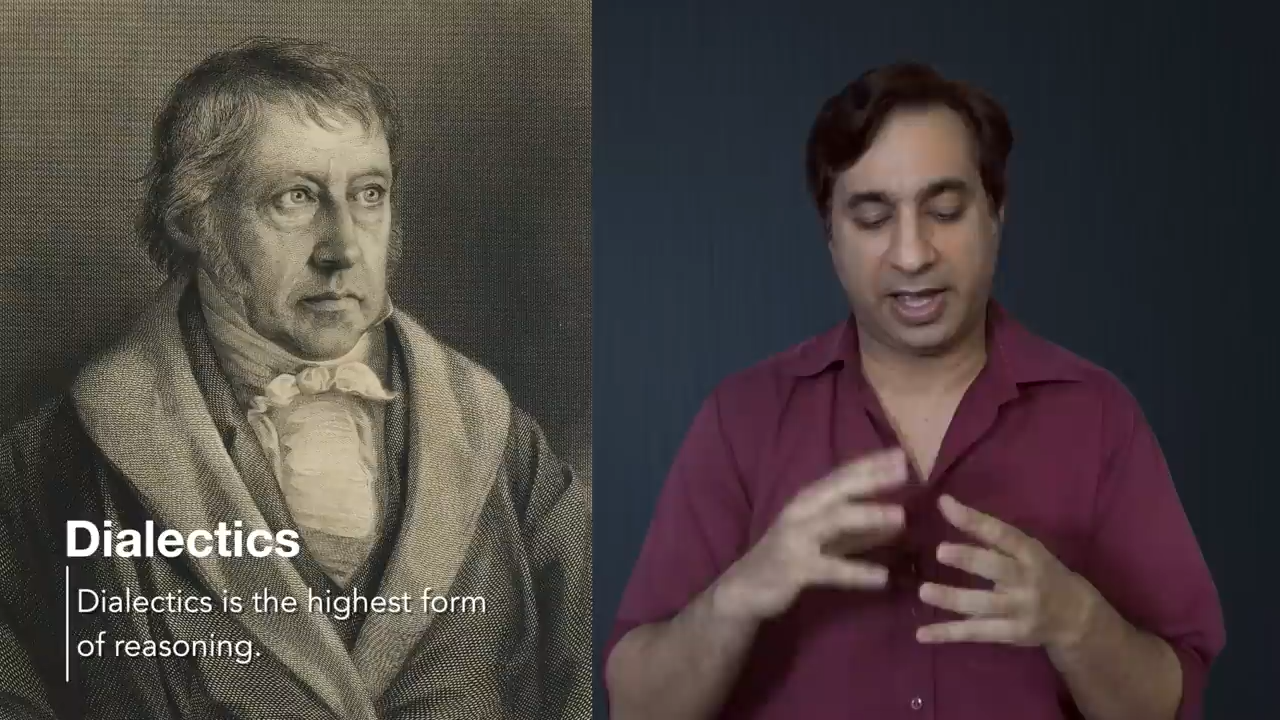 Dialectics
Dialectics is the highest form
of reasoning.